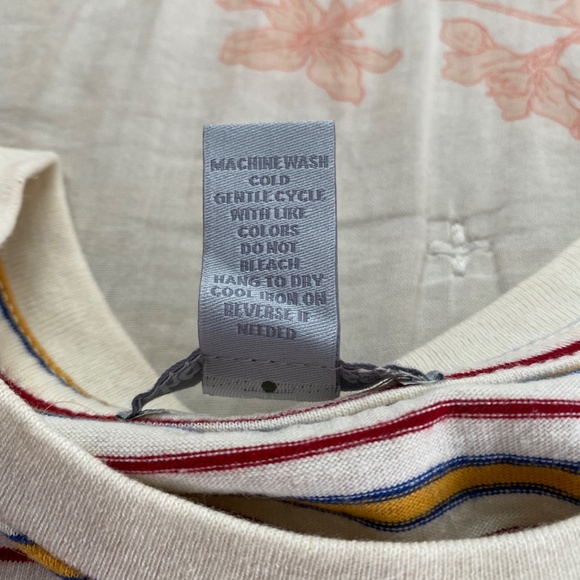 MACHINE WASH
COLD
GENTLE CYCLE
WITH LIKE
COLORS
DO NOT
BLEACH
HANG TO DRY
COOL IRON ON
REVERSE IF
NEEDED